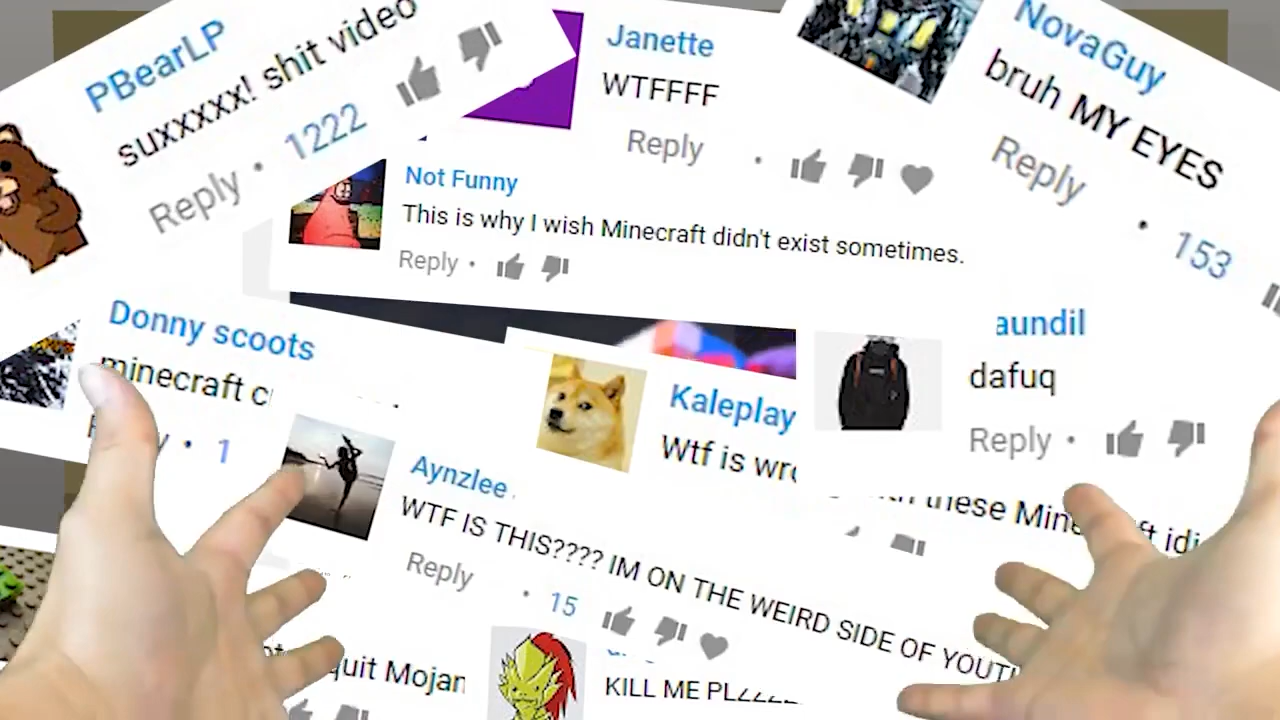 PBearLP
suxxxxx! shit video
Reply • 1222
Janette
WTFFFF
Reply •
NovaGuy
bruh MY EYES
Reply • 153
Not Funny
This is why I wish Minecraft didn't exist sometimes.
Reply •
Donny scoots
minecraft c
• 1
Kaleplay
Wtf is wro
these
aundil
dafuq
Reply •
Aynzlee
WTF IS THIS???? IM ON THE WEIRD SIDE OF YOUT
Reply • 15
quit Mojan
KILL ME PLZZZZ